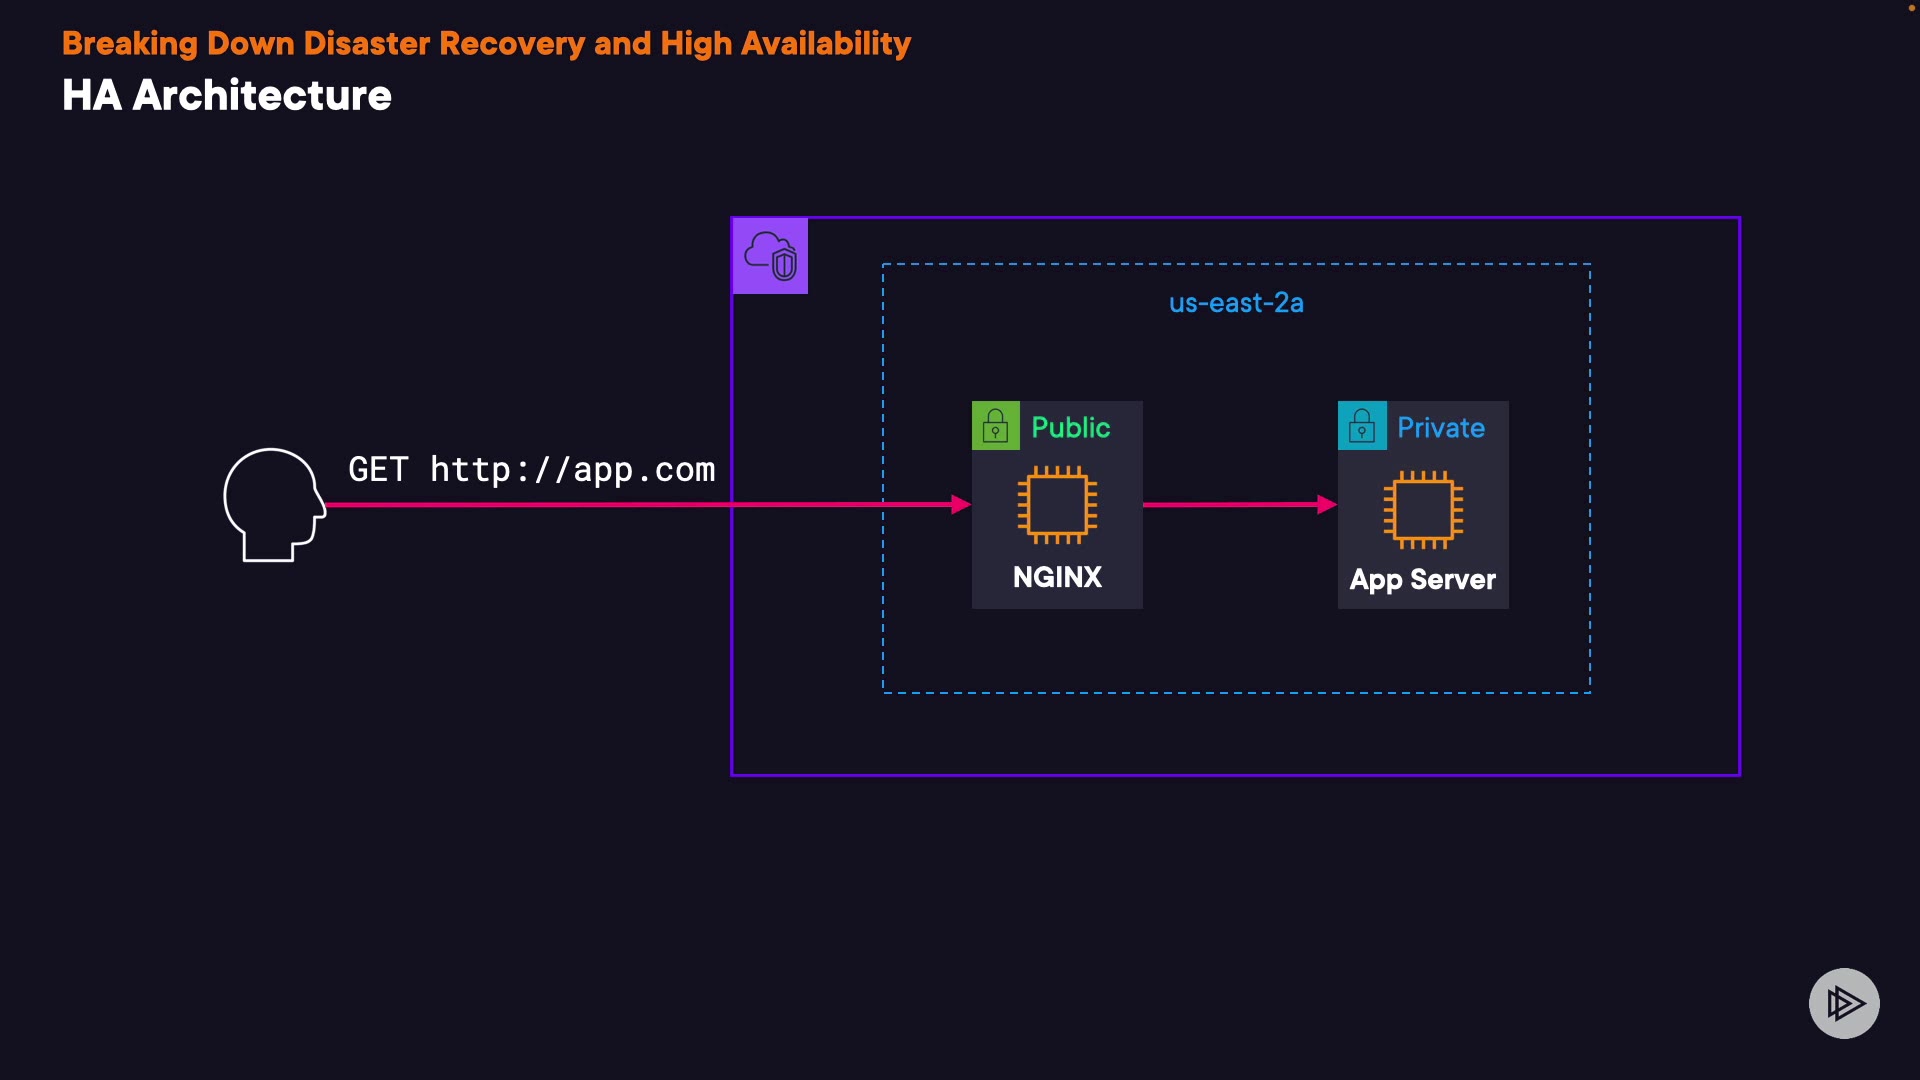 Breaking Down Disaster Recovery and High Availability
HA Architecture
us-east-2a
Public
Private
GET http://app.com
NGINX
App Server